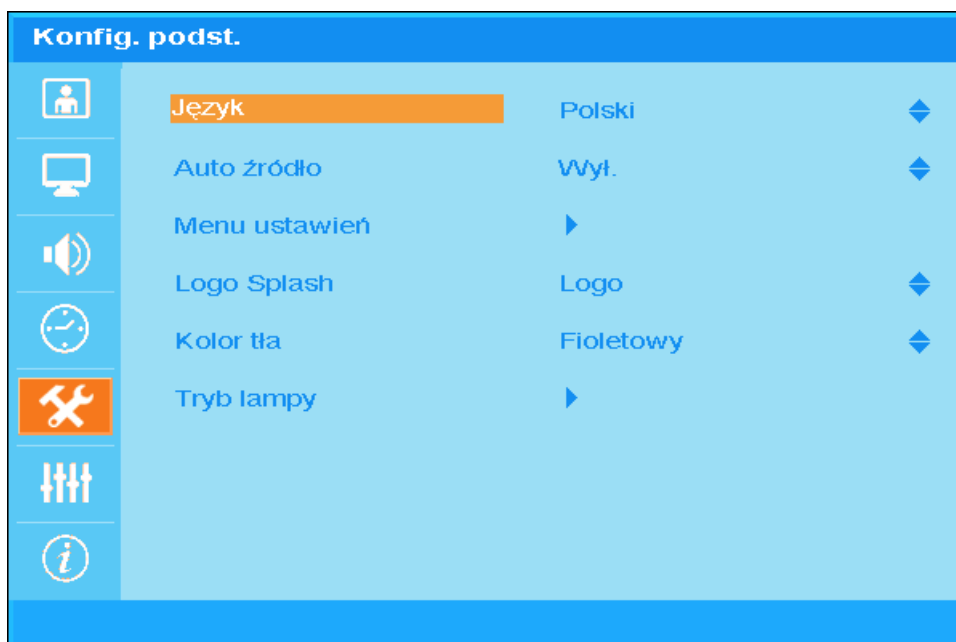 Konfig. podst.
Język Polski
Auto źródło Wył.
Menu ustawień
Logo Splash Logo
Kolor tła Fioletowy
Tryb lampy